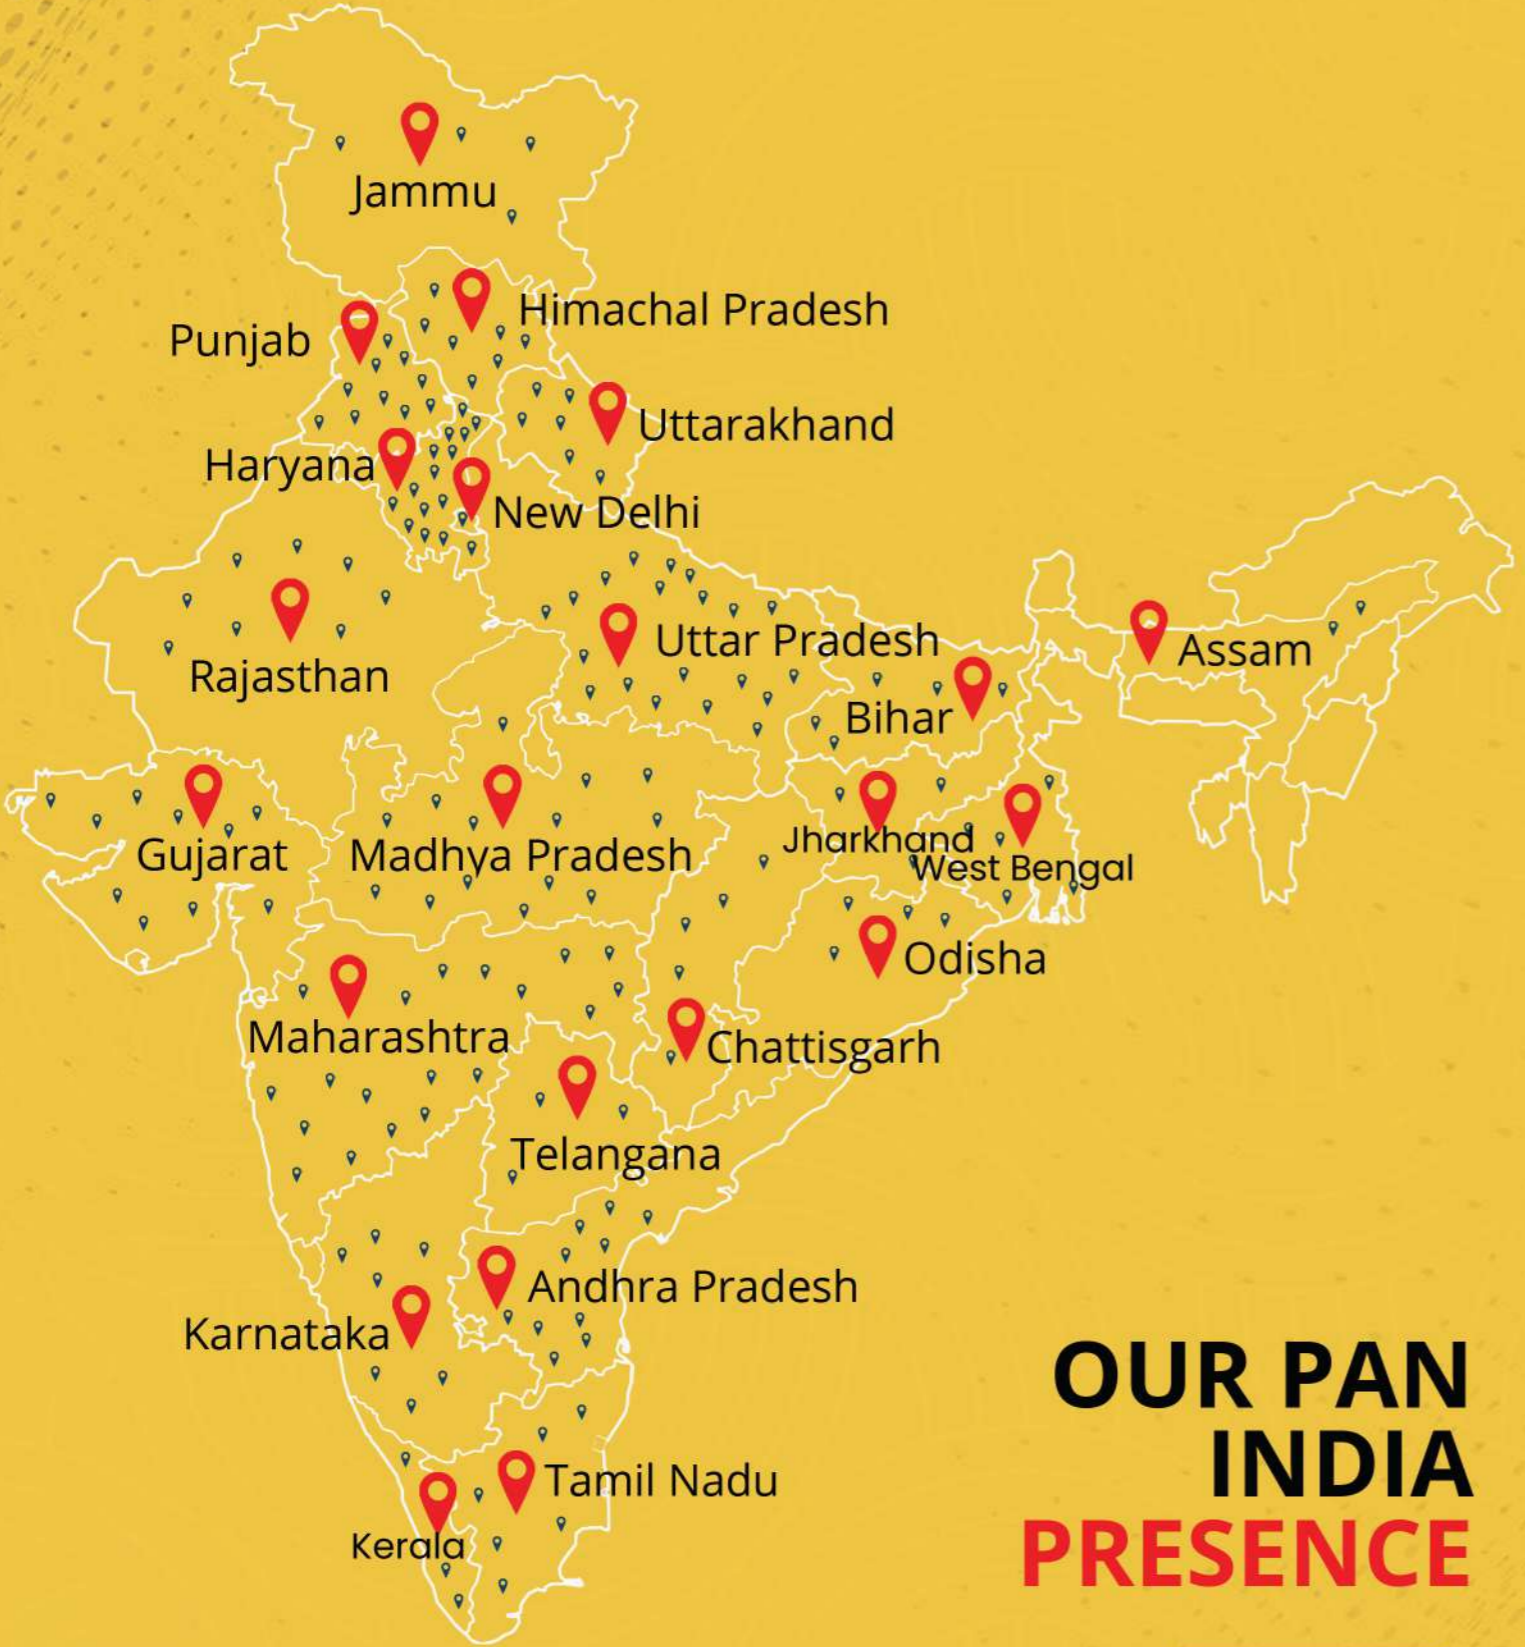 Jammu
Himachal Pradesh
Punjab
Uttarakhand
Haryana
New Delhi
Uttar Pradesh
Assam
Rajasthan
Bihar
Jharkhand
Gujarat
Madhya Pradesh
West Bengal
Odisha
Maharashtra
Chattisgarh
Telangana
Andhra Pradesh
Karnataka
Tamil Nadu
Kerala
OUR PAN
INDIA
PRESENCE